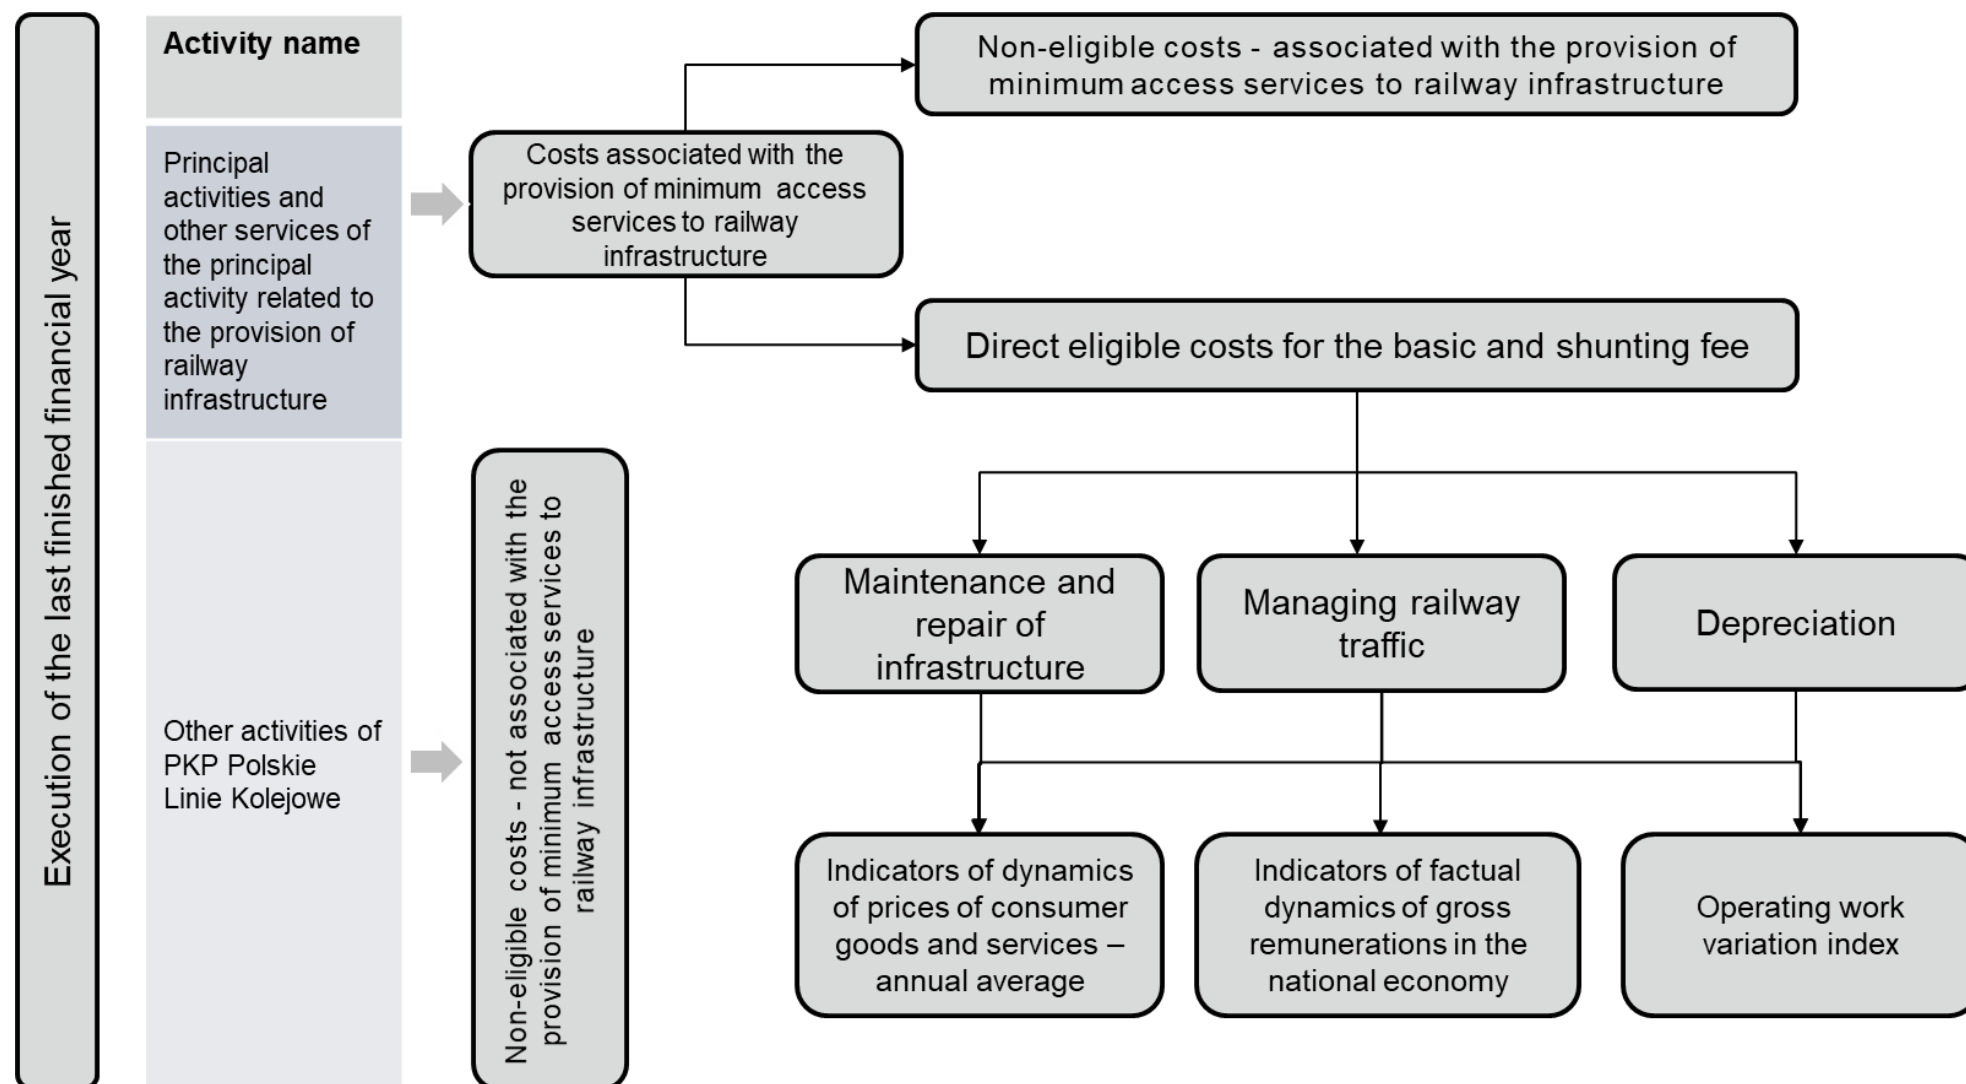 Execution of the last finished financial year
Activity name
Principal
activities and
other services of
the principal
activity related to
the provision of
railway
infrastructure
Other activities of
PKP Polskie
Linie Kolejowe
Costs associated with the
provision of minimum access
services to railway
infrastructure
Non-eligible costs - not associated with the
provision of minimum access services to
railway infrastructure
Non-eligible costs - associated with the provision of
minimum access services to railway infrastructure
Direct eligible costs for the basic and shunting fee
Maintenance and
repair of
infrastructure
Managing railway
traffic
Depreciation
Indicators of dynamics
of prices of consumer
goods and services –
annual average
Indicators of factual
dynamics of gross
remunerations in the
national economy
Operating work
variation index